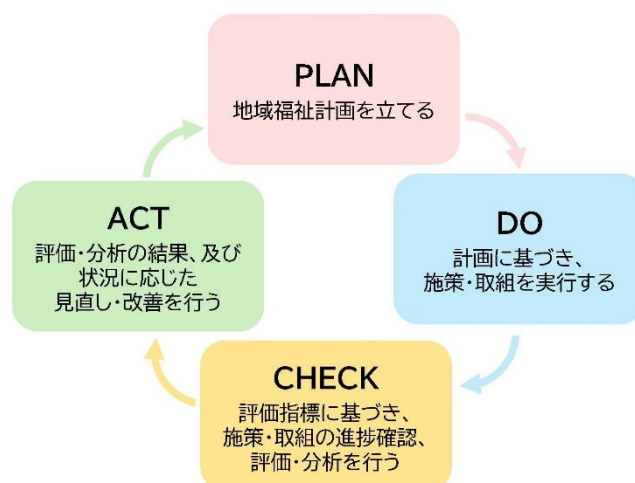 PLAN
地域福祉計画を立てる
DO
計画に基づき、
施策・取組を実行する
CHECK
評価指標に基づき、
施策・取組の進捗確認、
評価・分析を行う
ACT
評価・分析の結果、及び
状況に応じた
見直し・改善を行う